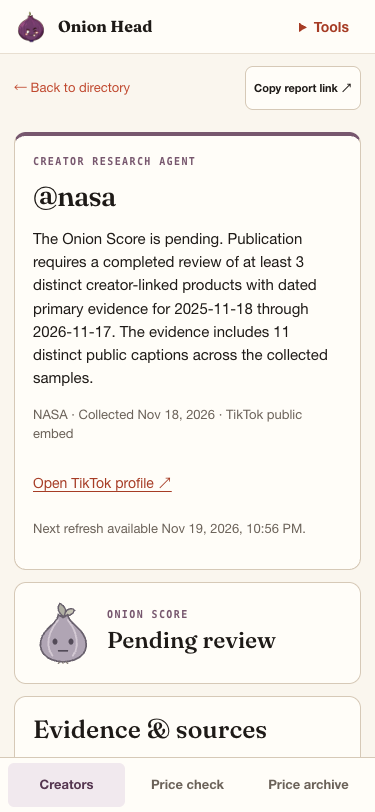 Onion Head
▶ Tools
← Back to directory
Copy report link ↗
CREATOR RESEARCH AGENT
@nasa
The Onion Score is pending. Publication
requires a completed review of at least 3
distinct creator-linked products with dated
primary evidence for 2025-11-18 through
2026-11-17. The evidence includes 11
distinct public captions across the collected
samples.
NASA · Collected Nov 18, 2026 · TikTok public
embed
Open TikTok profile ↗
Next refresh available Nov 19, 2026, 10:56 PM.
ONION SCORE
Pending review
Evidence & sources
Creators
Price check
Price archive